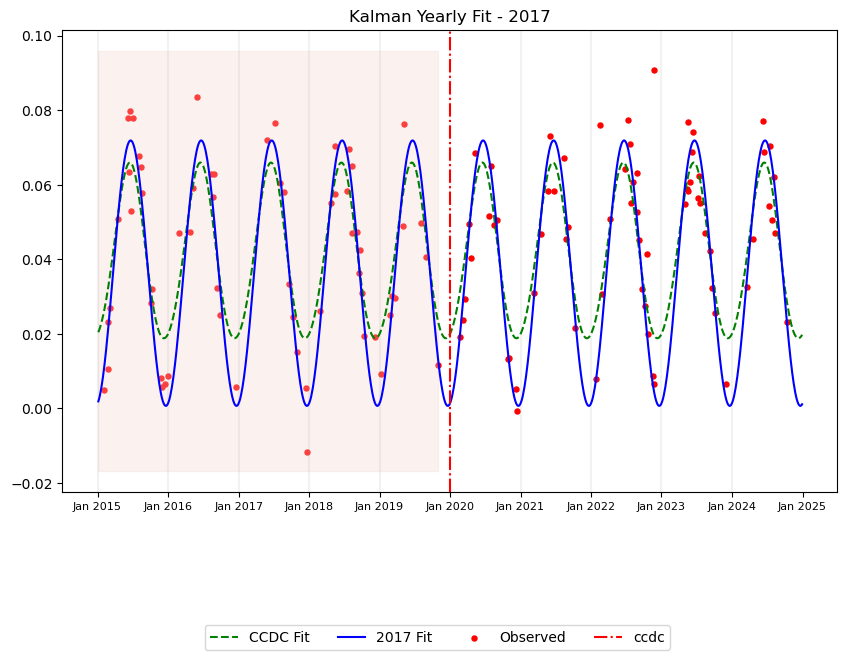 Kalman Yearly Fit - 2017
0.10
0.08
0.06
0.04
0.02
0.00
−0.02
Jan 2015 Jan 2016 Jan 2017 Jan 2018 Jan 2019 Jan 2020 Jan 2021 Jan 2022 Jan 2023 Jan 2024 Jan 2025
CCDC Fit 2017 Fit Observed ccdc